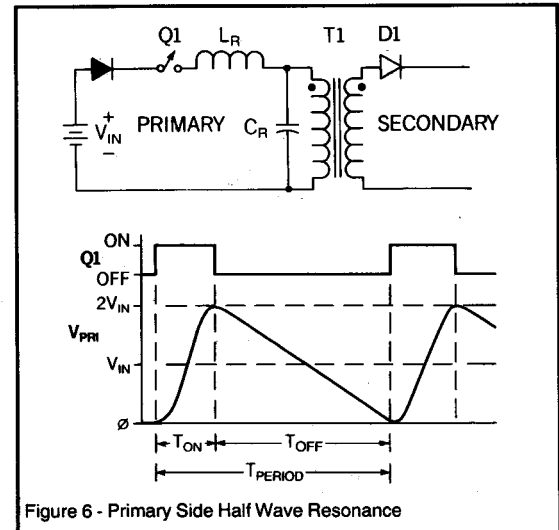 Q1 L_R T1 D1
+
V_IN PRIMARY C_R SECONDARY
−
ON
Q1
OFF
2V_IN
V_PRI
V_IN
Ø
T_ON T_OFF
T_PERIOD
Figure 6 - Primary Side Half Wave Resonance